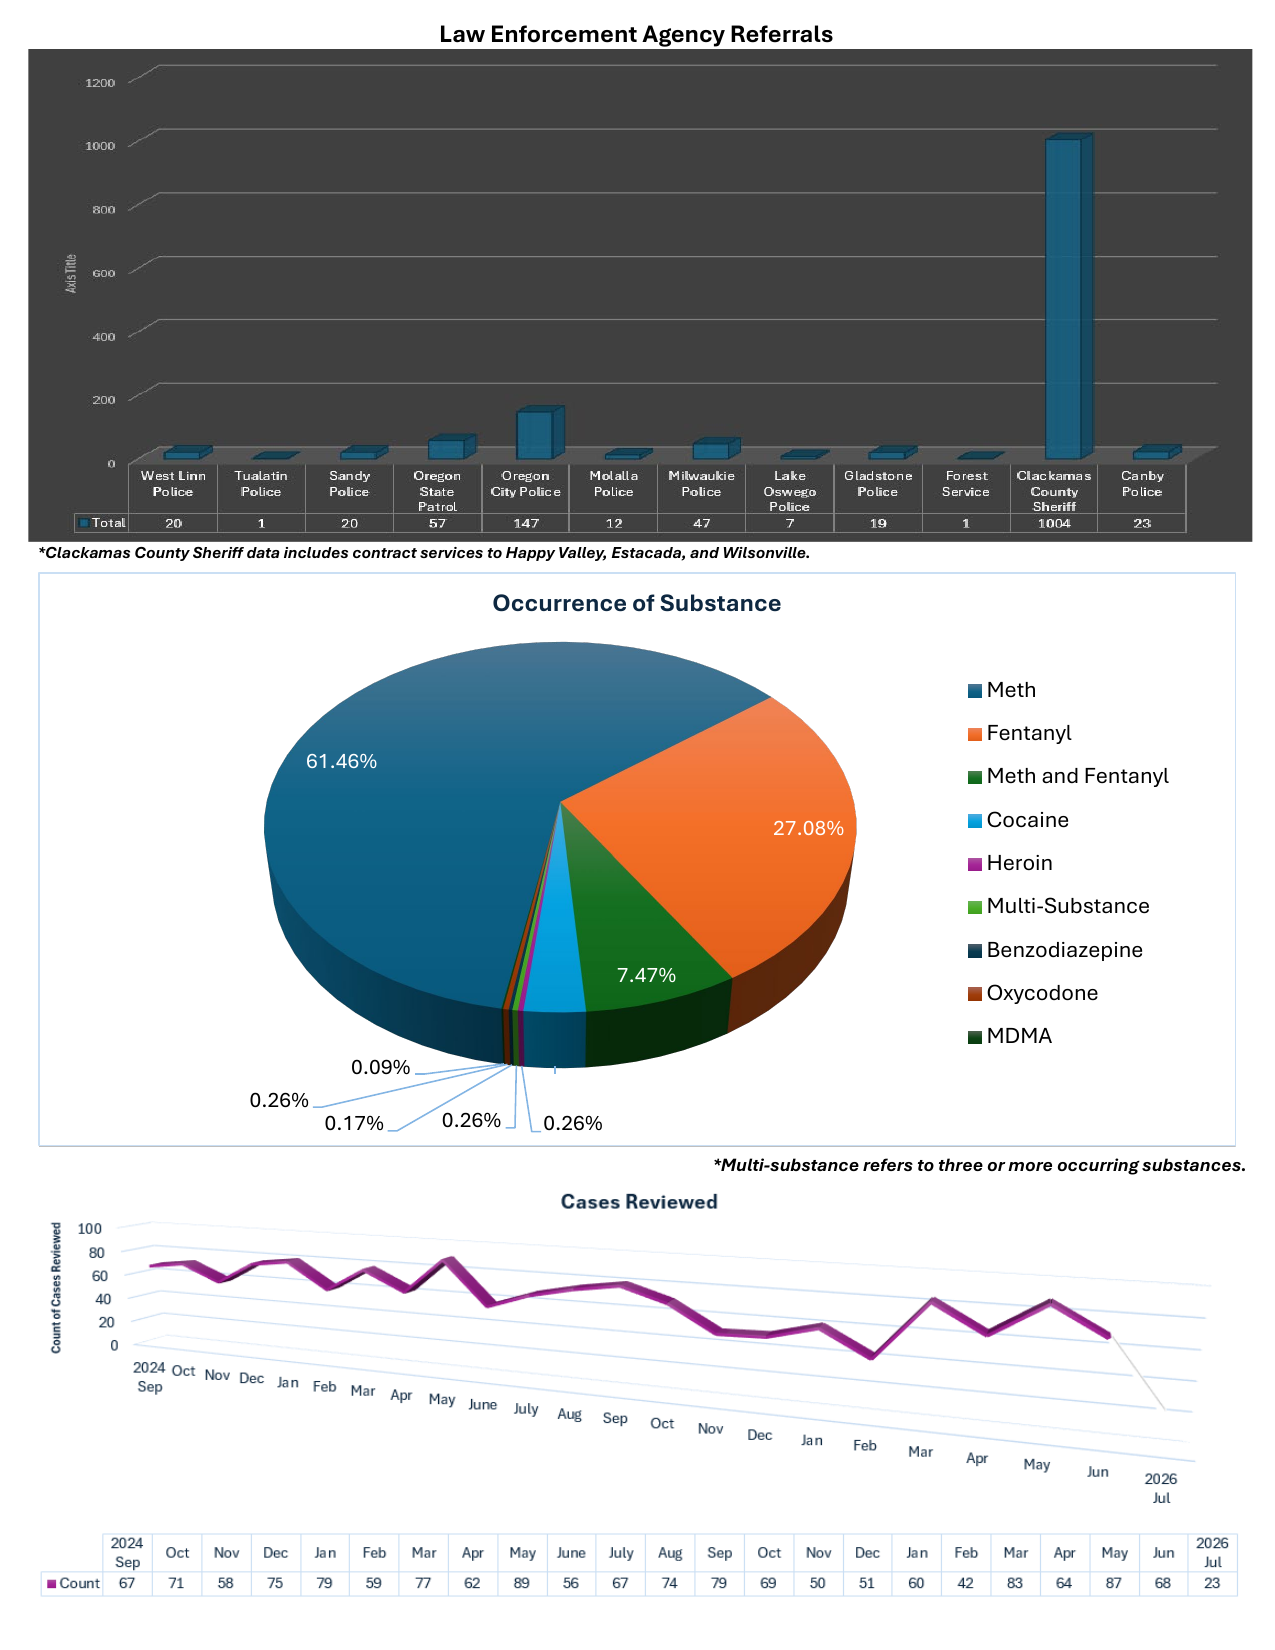 Law Enforcement Agency Referrals
1200
1000
800
600
400
200
0
Axis Title
West Linn Police
Tualatin Police
Sandy Police
Oregon State Patrol
Oregon City Police
Molalla Police
Milwaukie Police
Lake Oswego Police
Gladstone Police
Forest Service
Clackamas County Sheriff
Canby Police
Total 20 1 20 57 147 12 47 7 19 1 1004 23
*Clackamas County Sheriff data includes contract services to Happy Valley, Estacada, and Wilsonville.
Occurrence of Substance
61.46%
27.08%
7.47%
0.09%
0.26%
0.17%
0.26%
0.26%
Meth
Fentanyl
Meth and Fentanyl
Cocaine
Heroin
Multi-Substance
Benzodiazepine
Oxycodone
MDMA
*Multi-substance refers to three or more occurring substances.
Cases Reviewed
Count of Cases Reviewed
100
80
60
40
20
0
2024 Sep
Oct
Nov
Dec
Jan
Feb
Mar
Apr
May
June
July
Aug
Sep
Oct
Nov
Dec
Jan
Feb
Mar
Apr
May
Jun
2026 Jul
2024 Sep Oct Nov Dec Jan Feb Mar Apr May June July Aug Sep Oct Nov Dec Jan Feb Mar Apr May Jun 2026 Jul
Count 67 71 58 75 79 59 77 62 89 56 67 74 79 69 50 51 60 42 83 64 87 68 23